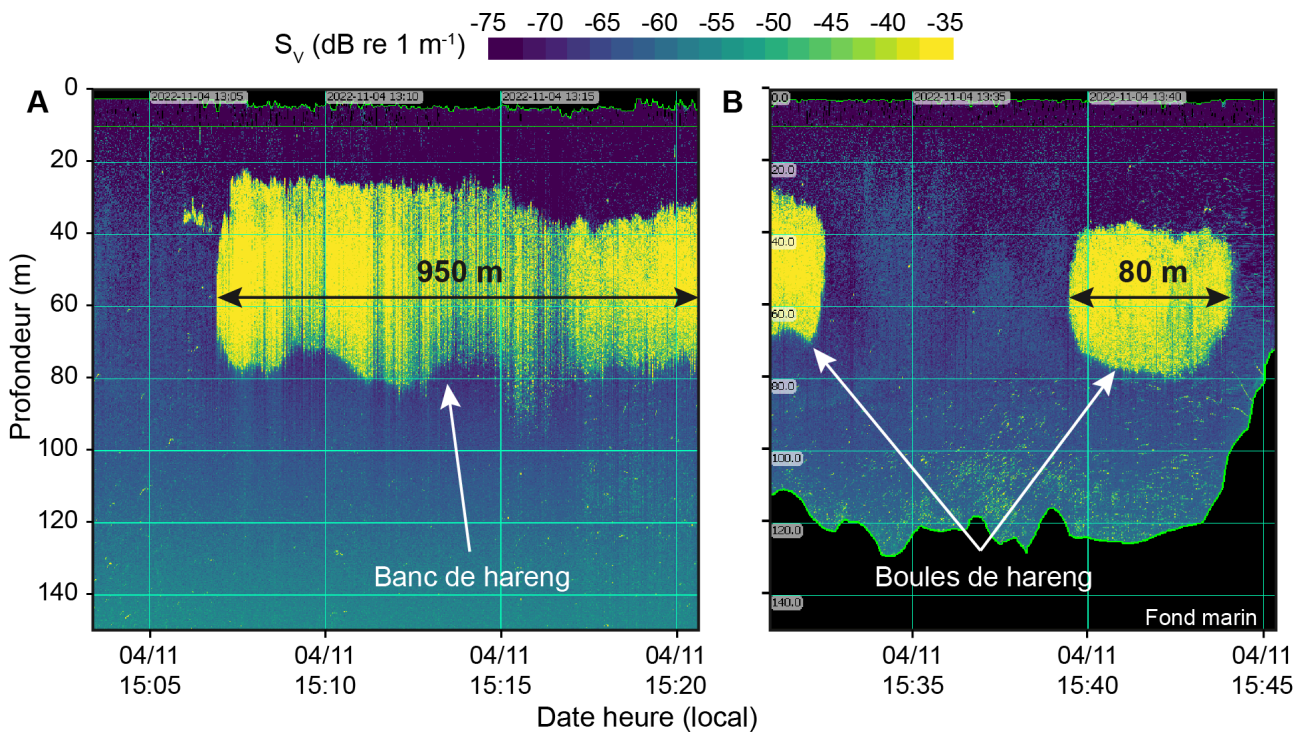 -75 -70 -65 -60 -55 -50 -45 -40 -35
SV (dB re 1 m-1)
A
2022-11-04 13:05
2022-11-04 13:10
2022-11-04 13:15
B
0.0
2022-11-04 13:35
2022-11-04 13:40
Profondeur (m)
0
20
40
60
80
100
120
140
20.0
40.0
60.0
80.0
100.0
120.0
140.0
950 m
80 m
Banc de hareng
Boules de hareng
Fond marin
04/11 04/11 04/11 04/11 04/11 04/11 04/11
15:05 15:10 15:15 15:20 15:35 15:40 15:45
Date heure (local)